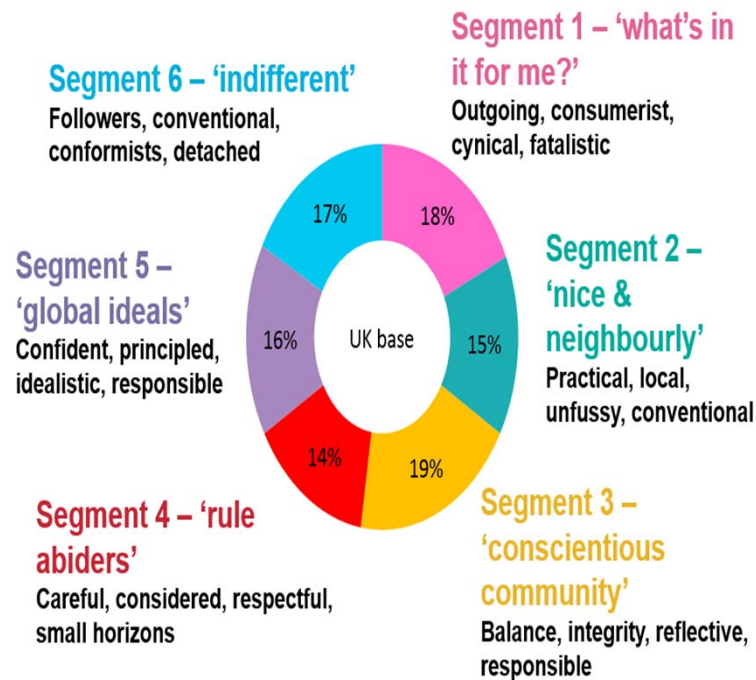 Segment 1 – ‘what’s in
it for me?’
Outgoing, consumerist,
cynical, fatalistic
Segment 6 – ‘indifferent’
Followers, conventional,
conformists, detached
17%
18%
Segment 2 –
‘nice &
neighbourly’
Practical, local,
unfussy, conventional
Segment 5 –
‘global ideals’
Confident, principled,
idealistic, responsible
16%
UK base
15%
14%
19%
Segment 4 – ‘rule
abiders’
Careful, considered, respectful,
small horizons
Segment 3 –
‘conscientious
community’
Balance, integrity, reflective,
responsible